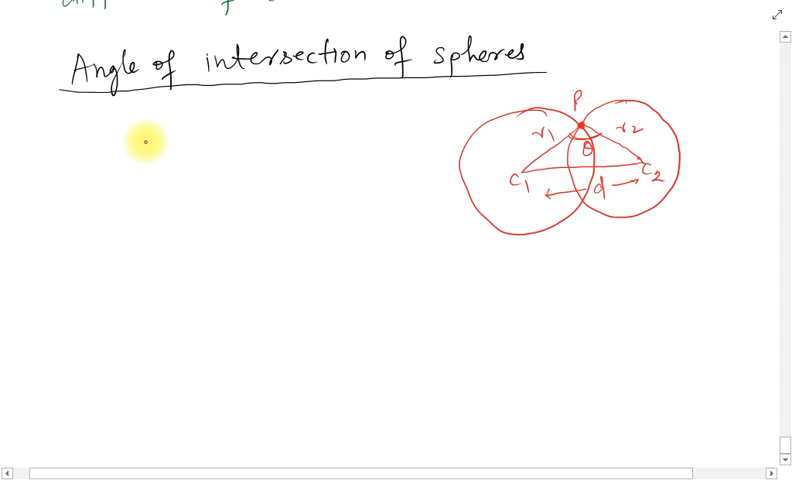 Angle of intersection of spheres
P
r1 r2
θ
C1 C2
d